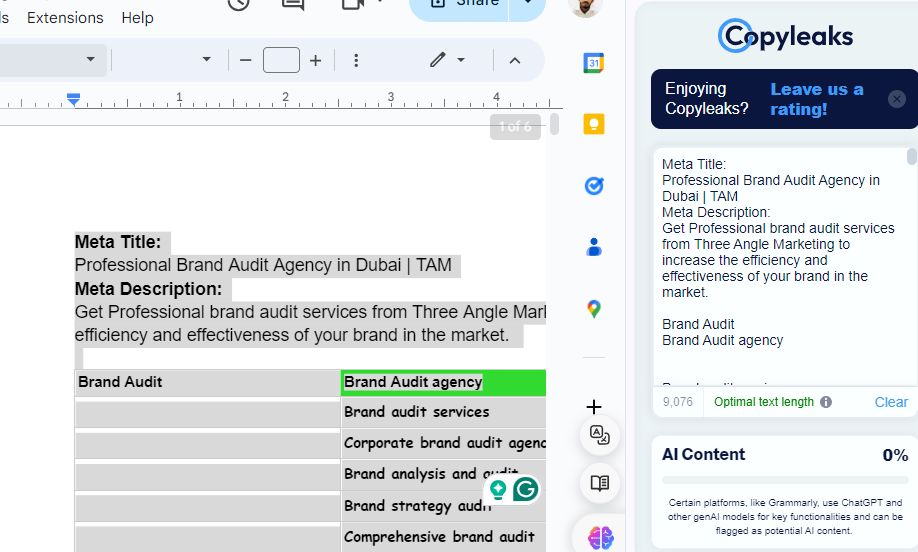 Share
Extensions Help
1 2 3 4
1 of 6
31
Meta Title:
Professional Brand Audit Agency in Dubai | TAM
Meta Description:
Get Professional brand audit services from Three Angle Mar
efficiency and effectiveness of your brand in the market.
Brand Audit
Brand Audit agency
Brand audit services
Corporate brand audit agenc
Brand analysis and audit
Brand strategy audit
Comprehensive brand audit
Copyleaks
Enjoying Copyleaks?
Leave us a rating!
Meta Title:
Professional Brand Audit Agency in
Dubai | TAM
Meta Description:
Get Professional brand audit services
from Three Angle Marketing to
increase the efficiency and
effectiveness of your brand in the
market.
Brand Audit
Brand Audit agency
9,076 Optimal text length Clear
AI Content 0%
Certain platforms, like Grammarly, use ChatGPT and
other genAI models for key functionalities and can be
flagged as potential AI content.